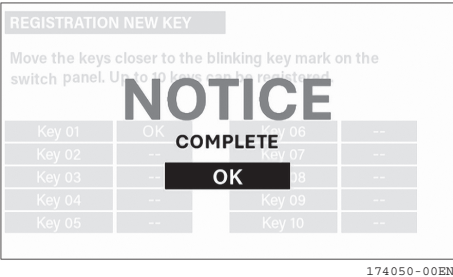 REGISTRATION NEW KEY
Move the keys closer to the blinking key mark on the
switch panel. Up to 10 keys can be registered.
NOTICE
Key 01 OK Key 06 --
COMPLETE
Key 02 -- Key 07 --
OK
Key 03 -- 08 --
Key 04 -- Key 09 --
Key 05 -- Key 10 --
174050-00EN